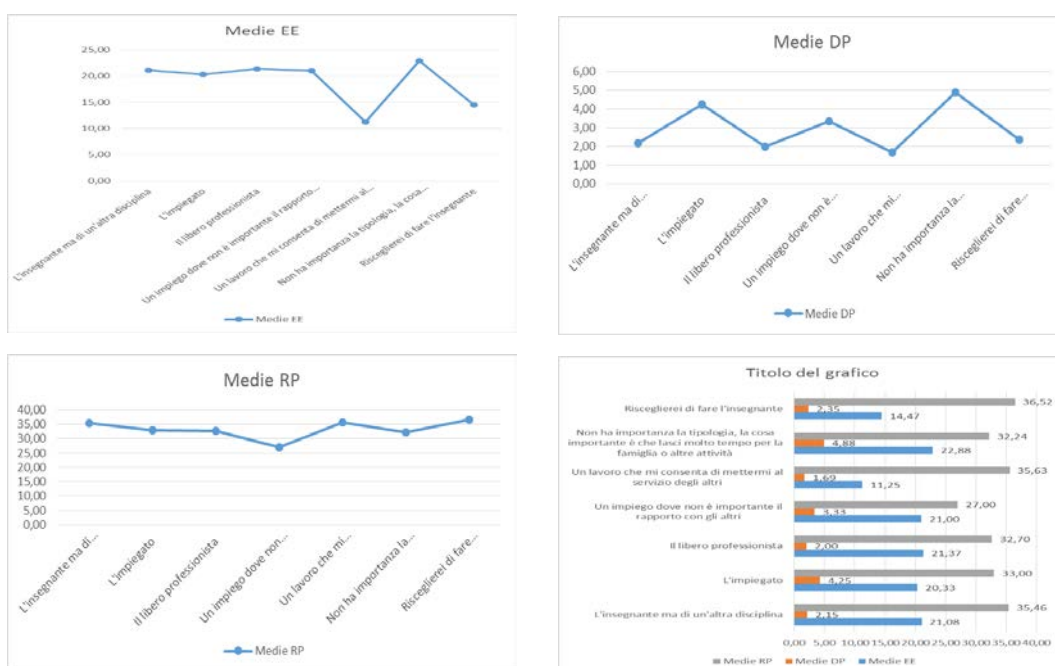 Medie EE
25,00
20,00
15,00
10,00
5,00
0,00
L'insegnante ma di un'altra disciplina
L'impiegato
Il libero professionista
Un impiego dove non è importante il rapporto...
Un lavoro che mi consenta di mettermi al...
Non ha importanza la tipologia, la cosa...
Risceglierei di fare l'insegnante
Medie EE
Medie DP
6,00
5,00
4,00
3,00
2,00
1,00
0,00
L'insegnante ma di...
L'impiegato
Il libero professionista
Un impiego dove non è...
Un lavoro che mi...
Non ha importanza la...
Risceglierei di fare...
Medie DP
Medie RP
40,00
35,00
30,00
25,00
20,00
15,00
10,00
5,00
0,00
L'insegnante ma di...
L'impiegato
Il libero professionista
Un impiego dove non...
Un lavoro che mi...
Non ha importanza la...
Risceglierei di fare...
Medie RP
Titolo del grafico
Risceglierei di fare l'insegnante
36,52
2,35
14,47
Non ha importanza la tipologia, la cosa
importante è che lasci molto tempo per la
famiglia o altre attività
32,24
4,88
22,88
Un lavoro che mi consenta di mettermi al
servizio degli altri
35,63
1,69
11,25
Un impiego dove non è importante il
rapporto con gli altri
27,00
3,33
21,00
Il libero professionista
32,70
2,00
21,37
L'impiegato
33,00
4,25
20,33
L'insegnante ma di un'altra disciplina
35,46
2,15
21,08
0,00 5,00 10,00 15,00 20,00 25,00 30,00 35,00 40,00
Medie RP Medie DP Medie EE